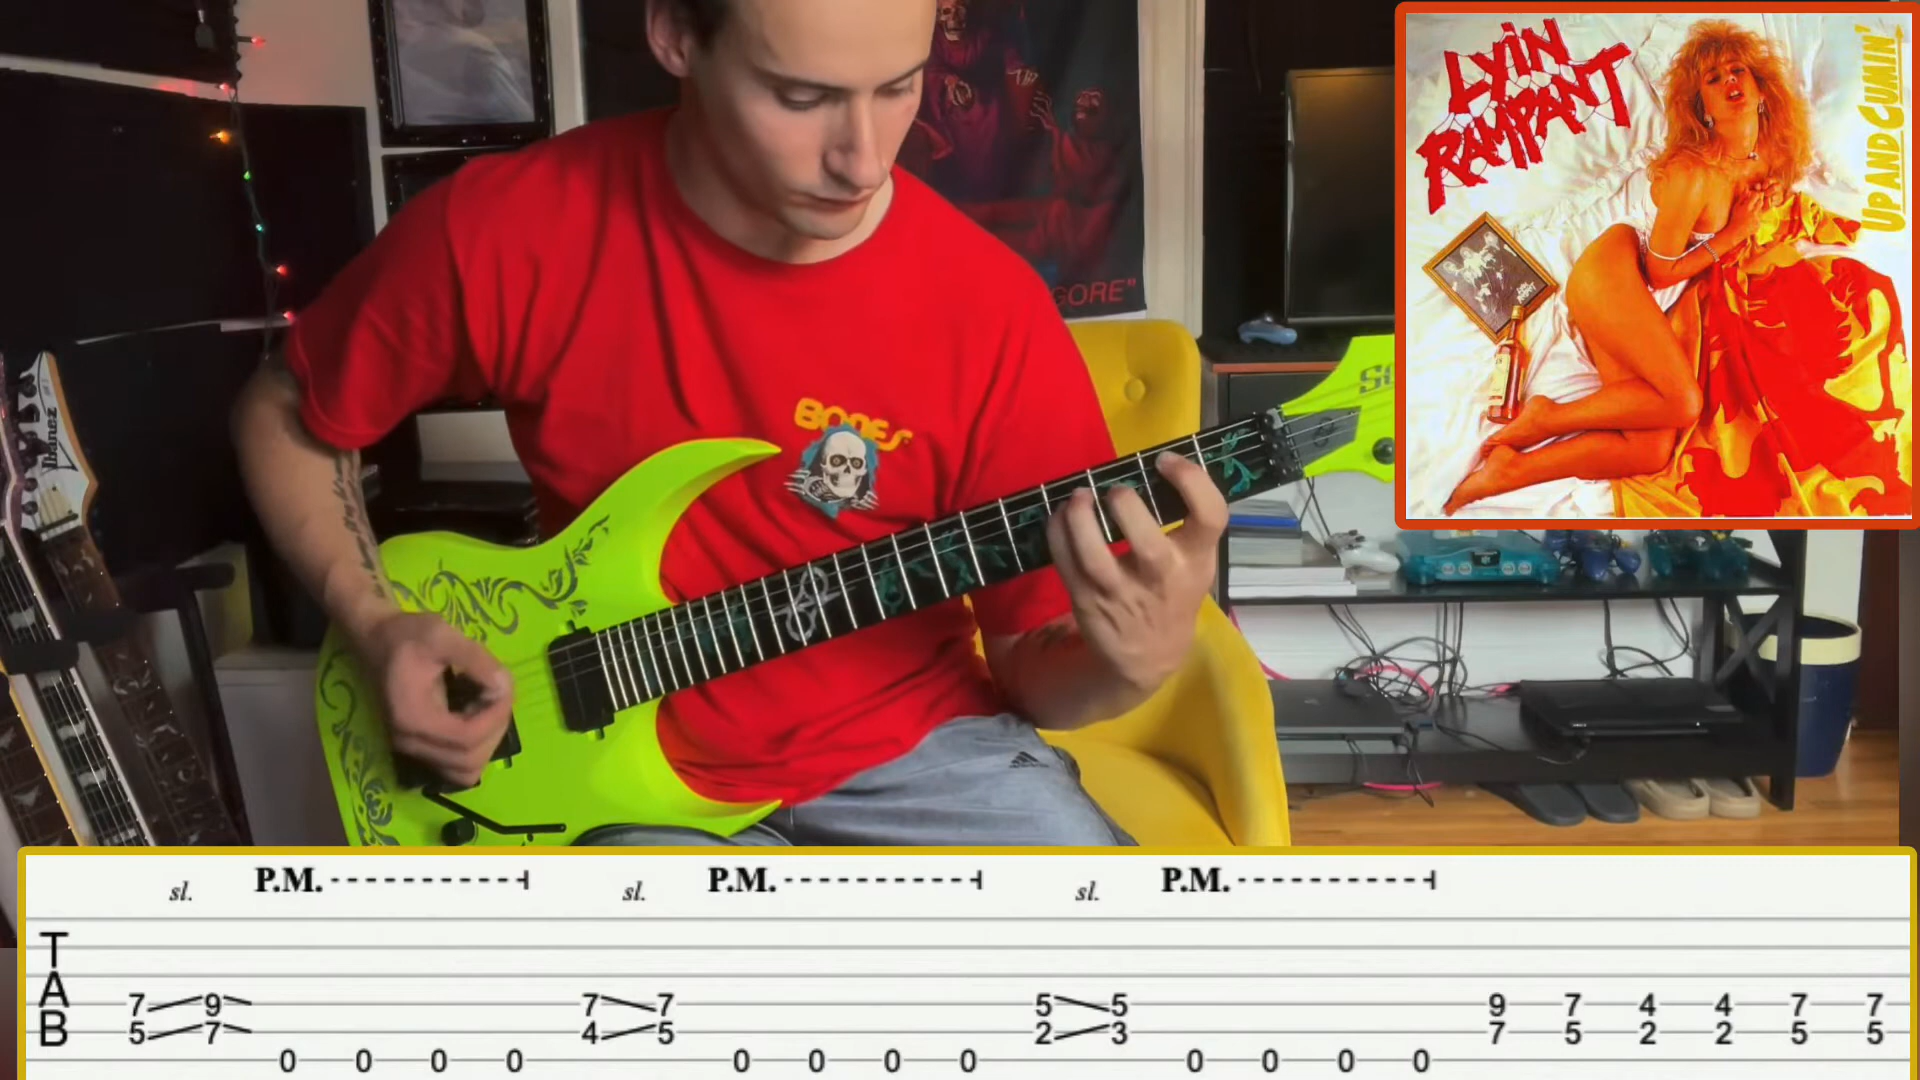 LYIN
RAMPANT
UP AND CUMIN'
GORE"
Ibanez
BONES
sl. P.M. sl. P.M. sl. P.M.
T
A
B
7 9 7 7 5 5 9 7 4 4 7 7
5 7 4 5 2 3 7 5 2 2 5 5
0 0 0 0 0 0 0 0 0 0 0 0